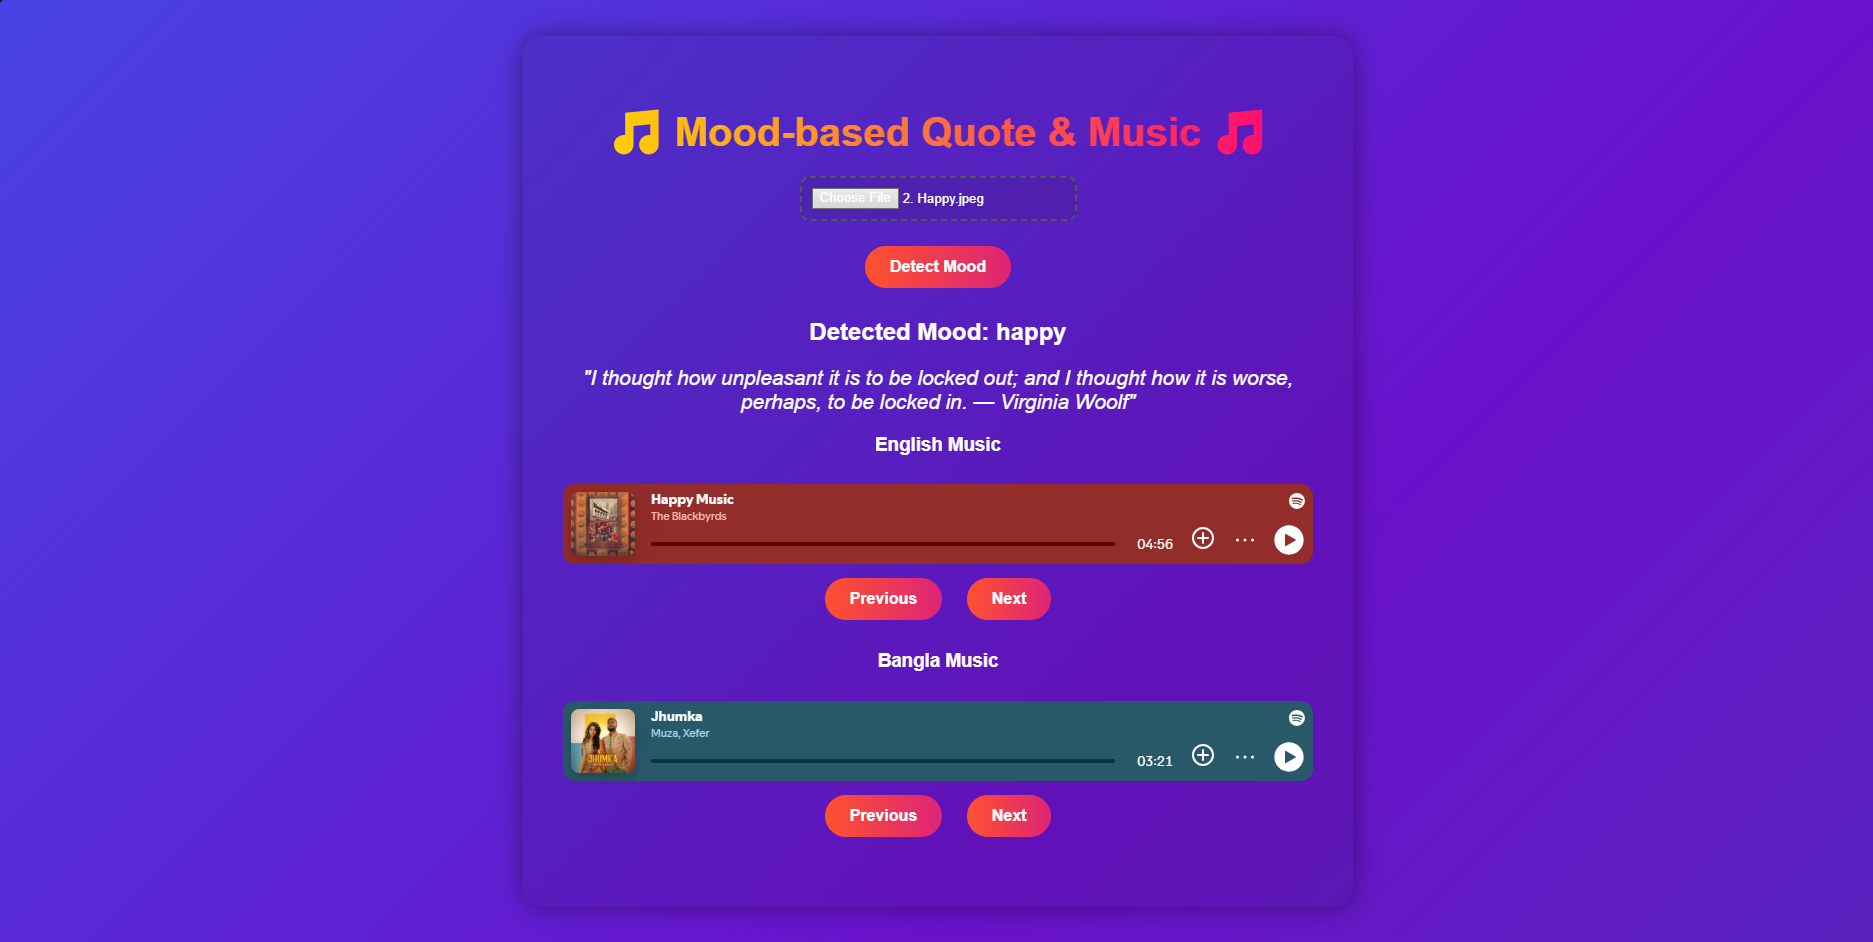 Mood-based Quote & Music
Choose File 2. Happy.jpeg
Detect Mood
Detected Mood: happy
"I thought how unpleasant it is to be locked out; and I thought how it is worse,
perhaps, to be locked in. — Virginia Woolf"
English Music
Happy Music
The Blackbyrds
04:56
Previous Next
Bangla Music
Jhumka
Muza, Xefer
JHUMKA
03:21
Previous Next